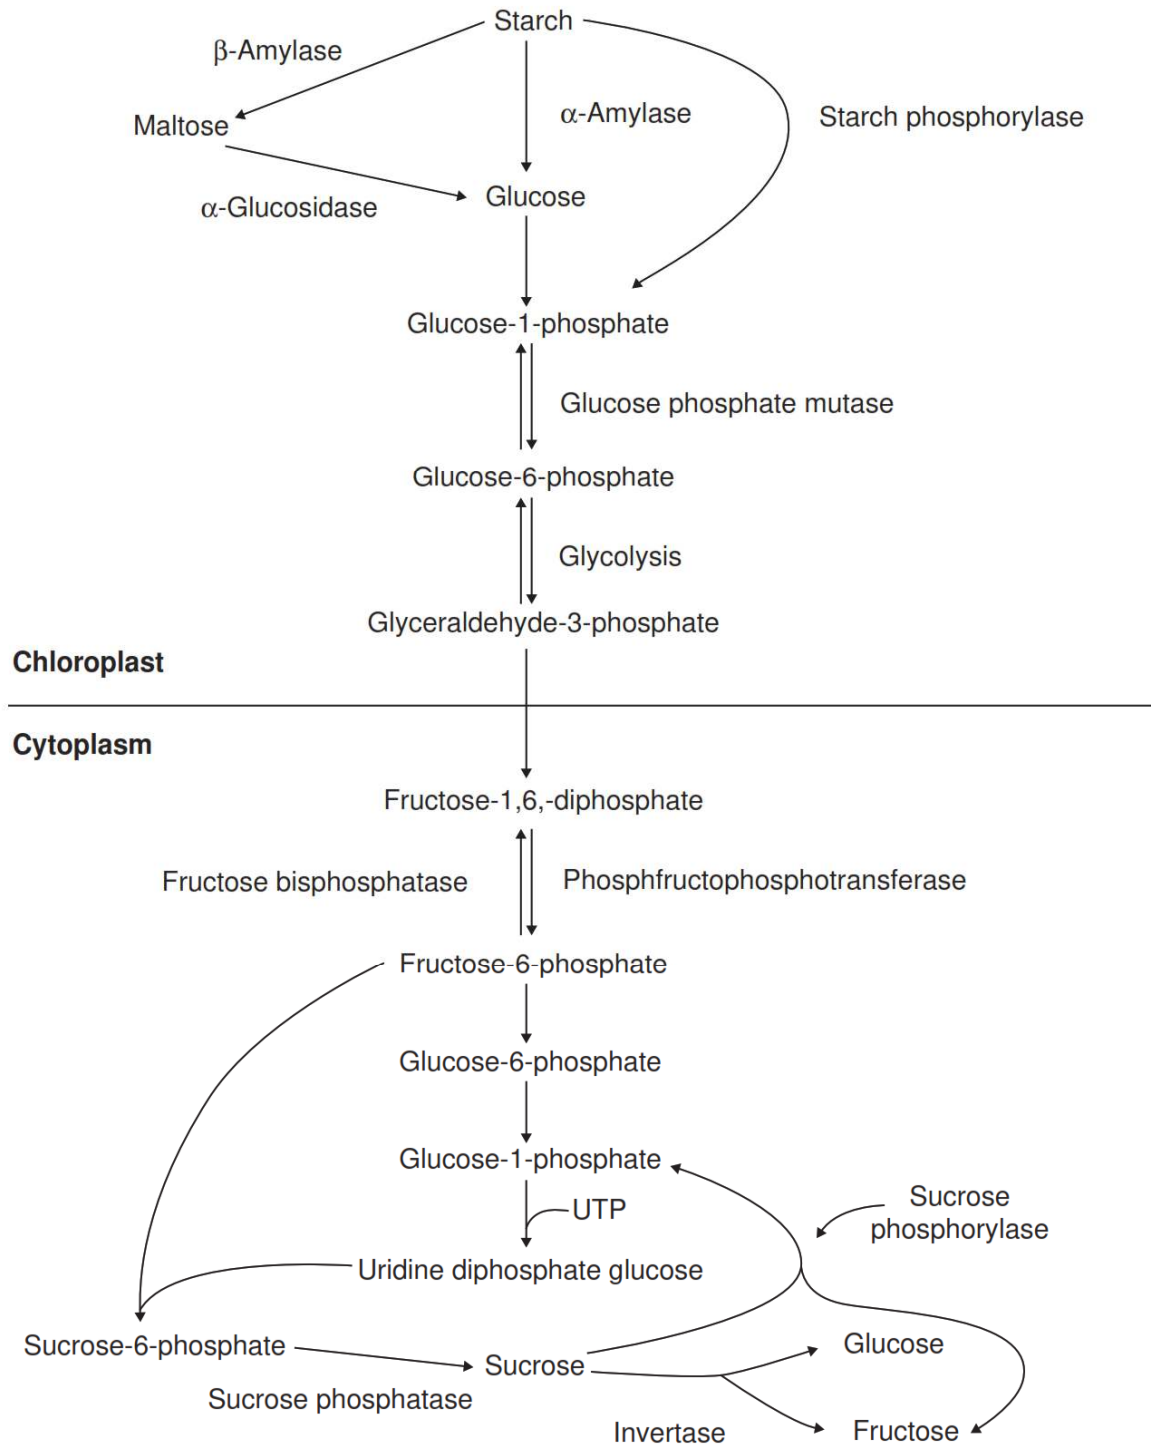 Starch
β-Amylase
α-Amylase
Starch phosphorylase
Maltose
α-Glucosidase
Glucose
Glucose-1-phosphate
Glucose phosphate mutase
Glucose-6-phosphate
Glycolysis
Glyceraldehyde-3-phosphate
Chloroplast
Cytoplasm
Fructose-1,6,-diphosphate
Fructose bisphosphatase
Phosphfructophosphotransferase
Fructose-6-phosphate
Glucose-6-phosphate
Glucose-1-phosphate
UTP
Sucrose
phosphorylase
Uridine diphosphate glucose
Sucrose-6-phosphate
Sucrose phosphatase
Sucrose
Glucose
Invertase
Fructose